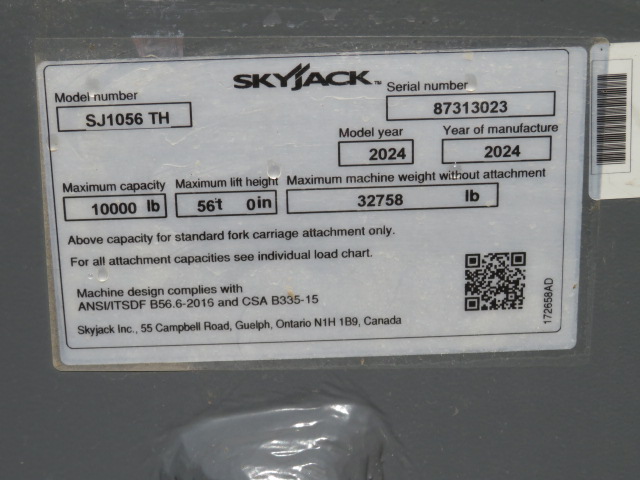 SKYJACK™
Model number
SJ1056 TH
Serial number
87313023
Model year
2024
Year of manufacture
2024
Maximum capacity
10000 lb
Maximum lift height
56 ft 0 in
Maximum machine weight without attachment
32758 lb
Above capacity for standard fork carriage attachment only.
For all attachment capacities see individual load chart.
Machine design complies with
ANSI/ITSDF B56.6-2016 and CSA B335-15
Skyjack Inc., 55 Campbell Road, Guelph, Ontario N1H 1B9, Canada
172658AD